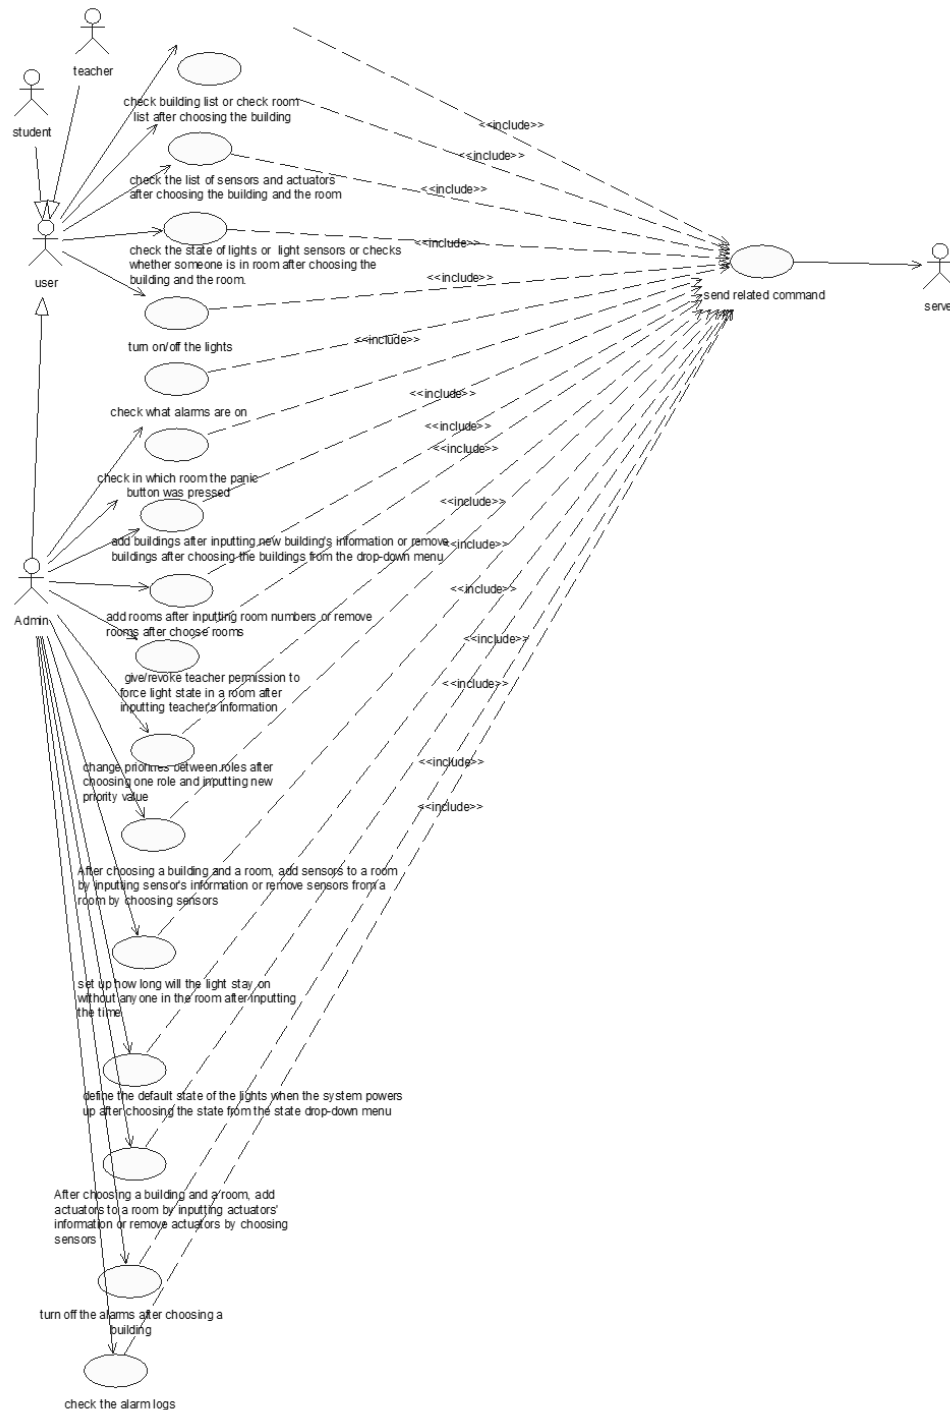 teacher
student
check building list or check room
list after choosing the building
<<include>>
<<include>>
check the list of sensors and actuators
after choosing the building and the room
<<include>>
check the state of lights or light sensors or checks
whether someone is in room after choosing the
building and the room.
<<include>>
user
<<include>>
send related command
serve
turn on/off the lights
<<include>>
check what alarms are on
<<include>>
<<include>>
<<include>>
check in which room the panic
button was pressed
<<include>>
add buildings after inputting new building's information or remove
buildings after choosing the buildings from the drop-down menu
<<include>>
<<include>>
Admin
add rooms after inputting room numbers or remove
rooms after choose rooms
<<include>>
give/revoke teacher permission to
force light state in a room after
inputting teacher's information
<<include>>
change priorities between roles after
choosing one role and inputting new
priority value
<<include>>
<<include>>
After choosing a building and a room, add sensors to a room
by inputting sensor's information or remove sensors from a
room by choosing sensors
set up how long will the light stay on
without anyone in the room after inputting
the time
define the default state of the lights when the system powers
up after choosing the state from the state drop-down menu
After choosing a building and a room, add
actuators to a room by inputting actuators'
information or remove actuators by choosing
sensors
turn off the alarms after choosing a
building
check the alarm logs